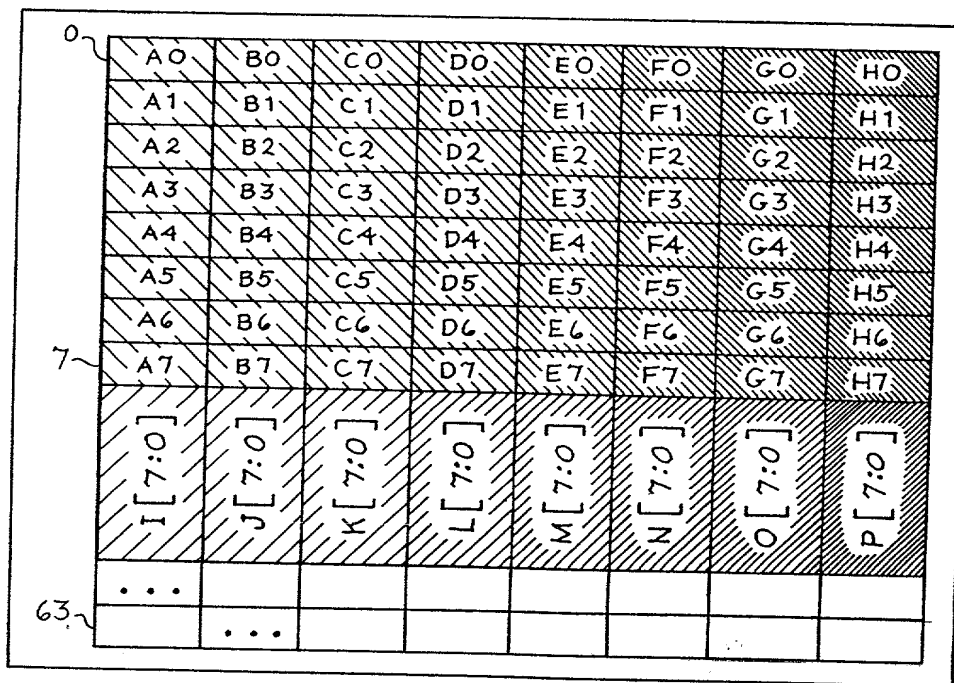 0 A0 B0 C0 D0 E0 F0 G0 H0
A1 B1 C1 D1 E1 F1 G1 H1
A2 B2 C2 D2 E2 F2 G2 H2
A3 B3 C3 D3 E3 F3 G3 H3
A4 B4 C4 D4 E4 F4 G4 H4
A5 B5 C5 D5 E5 F5 G5 H5
A6 B6 C6 D6 E6 F6 G6 H6
7 A7 B7 C7 D7 E7 F7 G7 H7
I[7:0] J[7:0] K[7:0] L[7:0] M[7:0] N[7:0] O[7:0] P[7:0]
...
63 ...